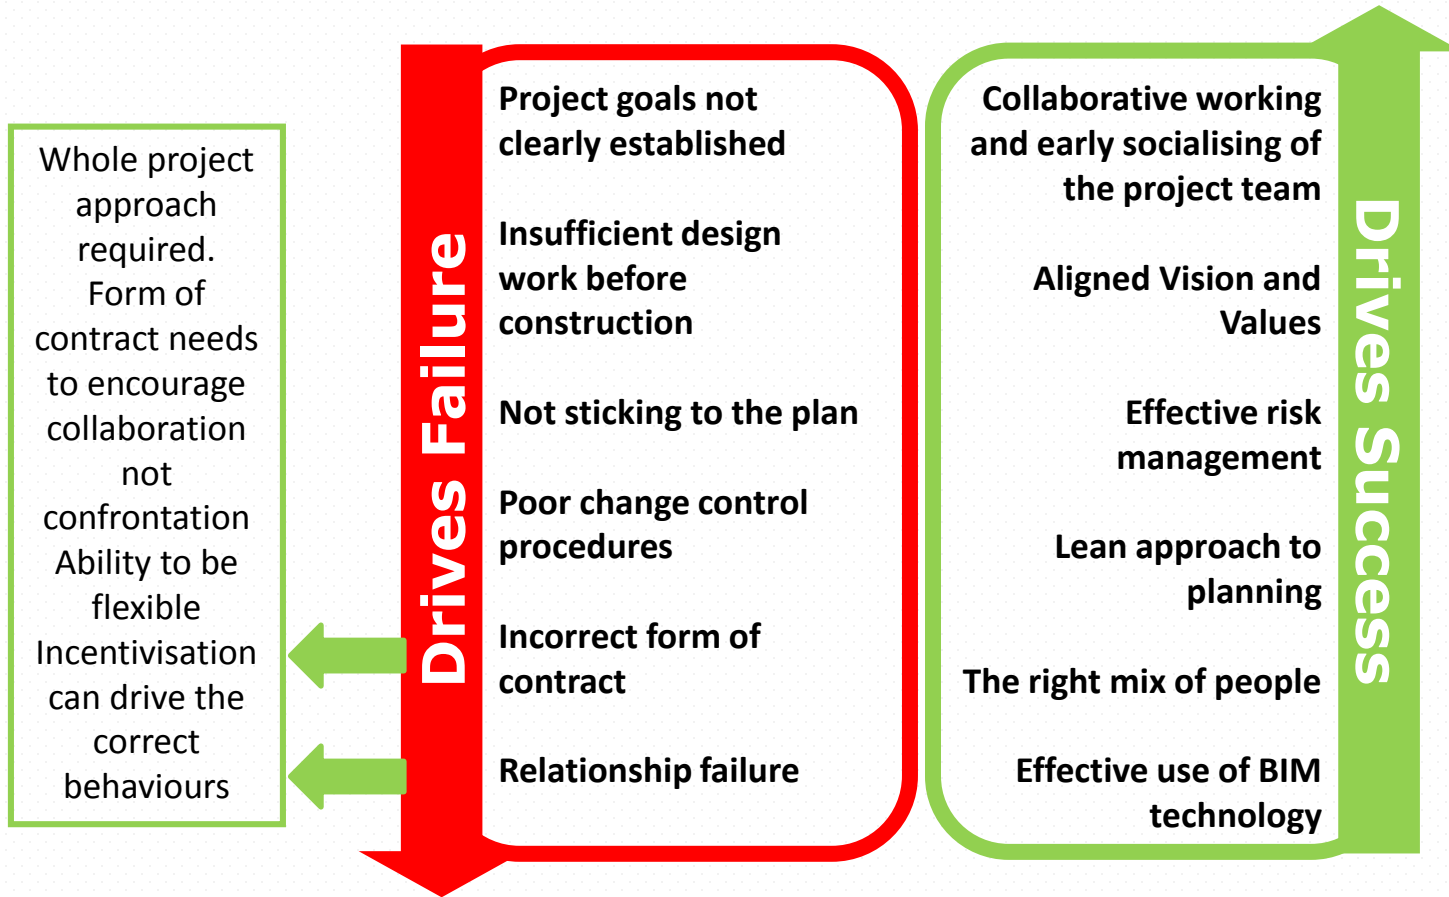 Whole project
approach
required.
Form of
contract needs
to encourage
collaboration
not
confrontation
Ability to be
flexible
Incentivisation
can drive the
correct
behaviours
Drives Failure
Project goals not
clearly established
Insufficient design
work before
construction
Not sticking to the plan
Poor change control
procedures
Incorrect form of
contract
Relationship failure
Collaborative working
and early socialising of
the project team
Aligned Vision and
Values
Effective risk
management
Lean approach to
planning
The right mix of people
Effective use of BIM
technology
Drives Success